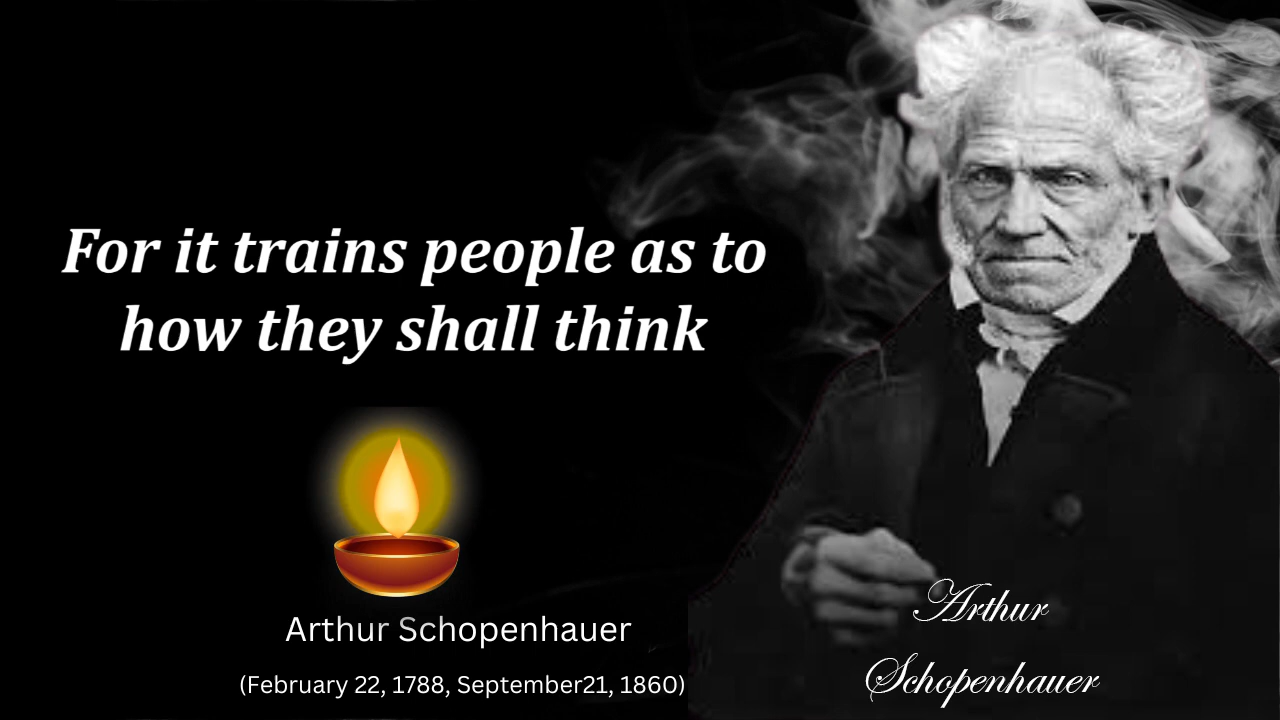 For it trains people as to
how they shall think
Arthur Schopenhauer
(February 22, 1788, September21, 1860)
Arthur
Schopenhauer